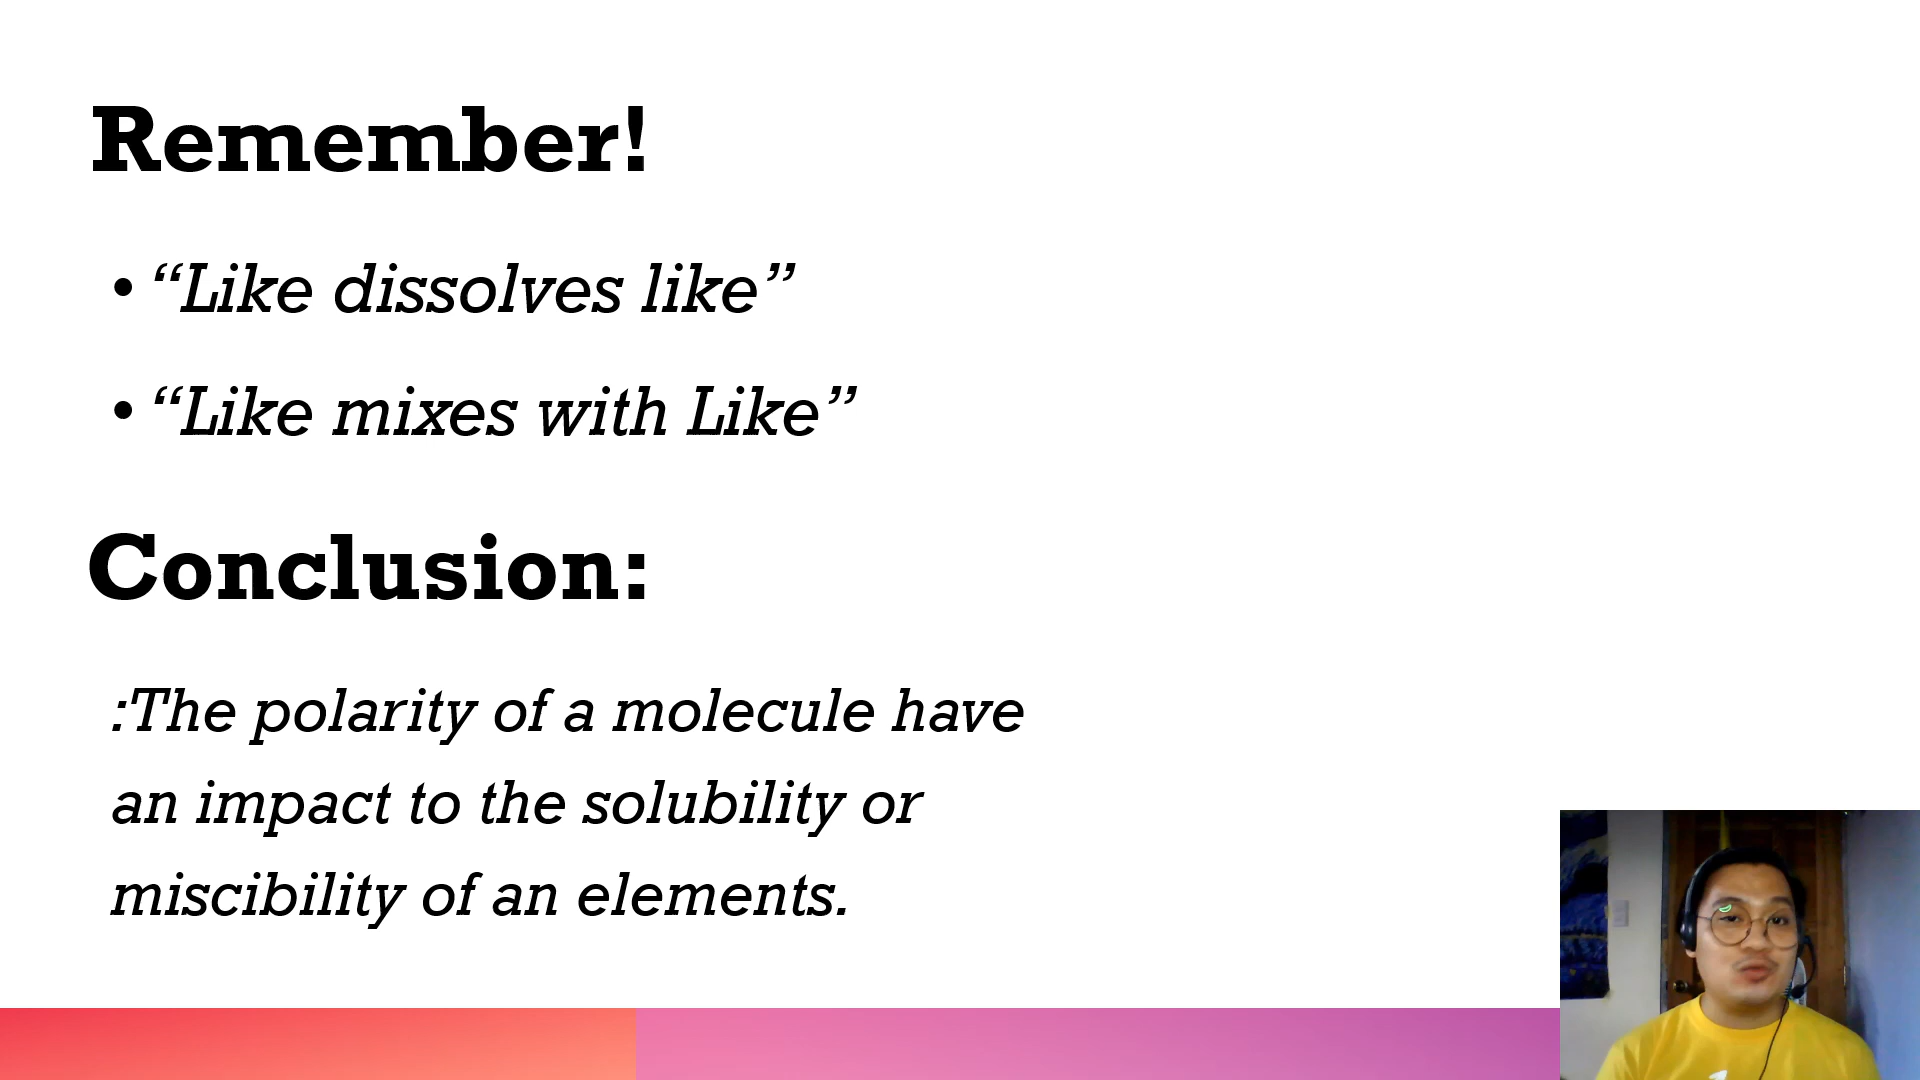 Remember!
• “Like dissolves like”
• “Like mixes with Like”
Conclusion:
:The polarity of a molecule have
an impact to the solubility or
miscibility of an elements.